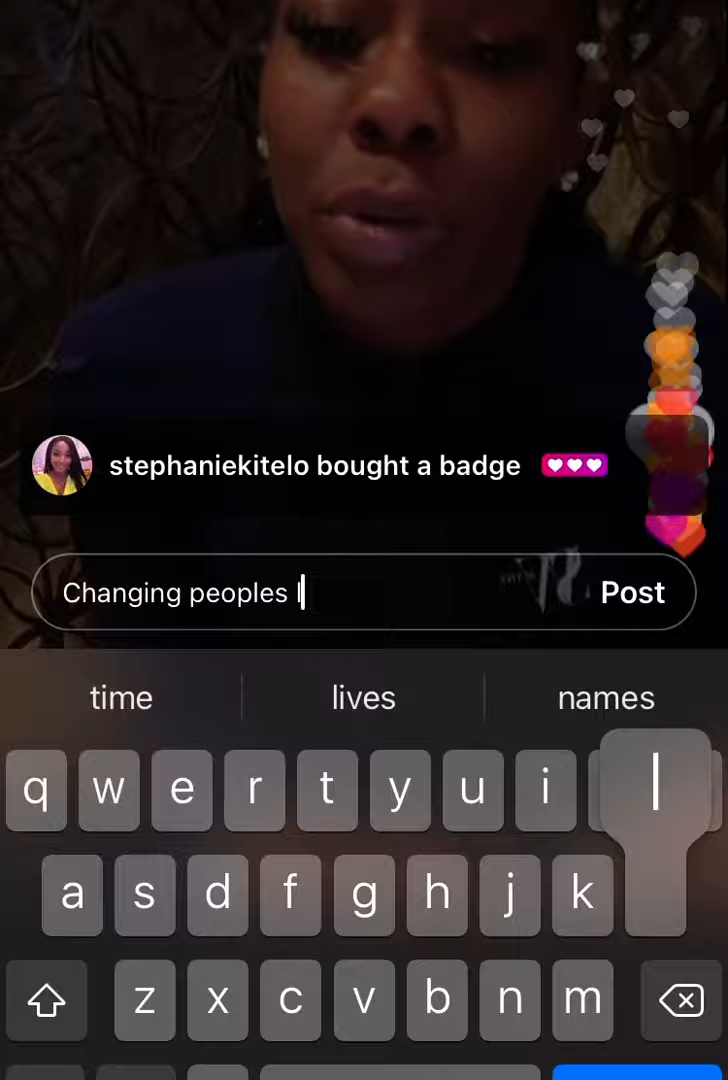 stephaniekitelo bought a badge
Changing peoples l
Post
time lives names
q w e r t y u i l
a s d f g h j k
z x c v b n m